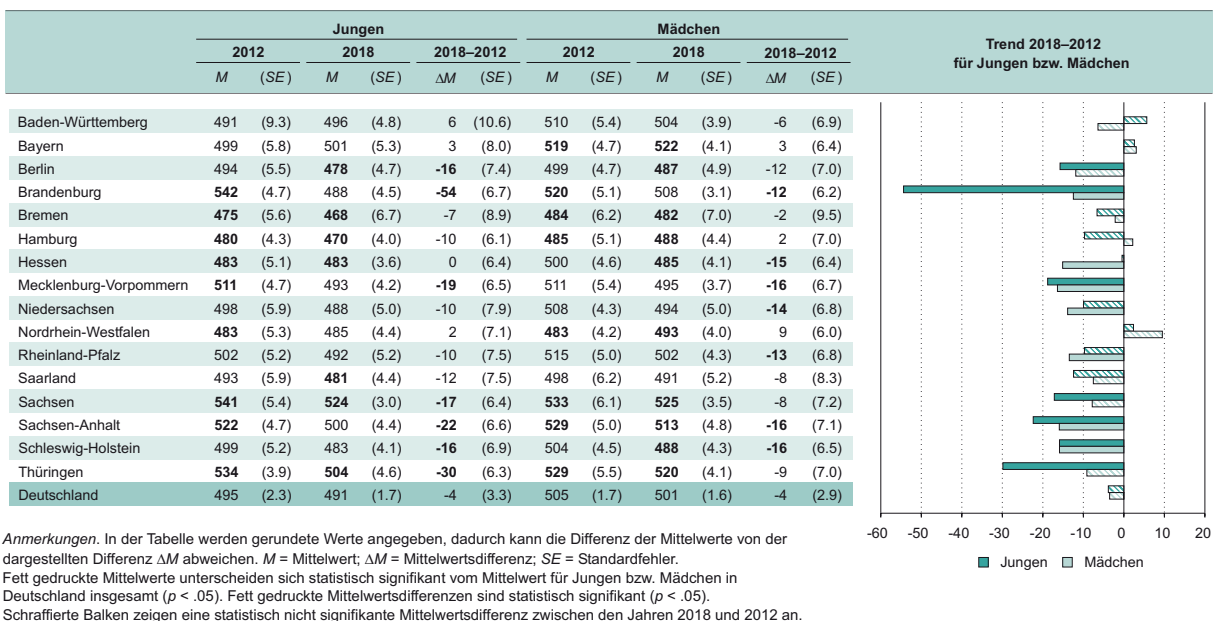 Jungen Mädchen
Trend 2018–2012
für Jungen bzw. Mädchen
2012 2018 2018–2012 2012 2018 2018–2012
M (SE) M (SE) ΔM (SE) M (SE) M (SE) ΔM (SE)
Baden-Württemberg 491 (9.3) 496 (4.8) 6 (10.6) 510 (5.4) 504 (3.9) -6 (6.9)
Bayern 499 (5.8) 501 (5.3) 3 (8.0) 519 (4.7) 522 (4.1) 3 (6.4)
Berlin 494 (5.5) 478 (4.7) -16 (7.4) 499 (4.7) 487 (4.9) -12 (7.0)
Brandenburg 542 (4.7) 488 (4.5) -54 (6.7) 520 (5.1) 508 (3.1) -12 (6.2)
Bremen 475 (5.6) 468 (6.7) -7 (8.9) 484 (6.2) 482 (7.0) -2 (9.5)
Hamburg 480 (4.3) 470 (4.0) -10 (6.1) 485 (5.1) 488 (4.4) 2 (7.0)
Hessen 483 (5.1) 483 (3.6) 0 (6.4) 500 (4.6) 485 (4.1) -15 (6.4)
Mecklenburg-Vorpommern 511 (4.7) 493 (4.2) -19 (6.5) 511 (5.4) 495 (3.7) -16 (6.7)
Niedersachsen 498 (5.9) 488 (5.0) -10 (7.9) 508 (4.3) 494 (5.0) -14 (6.8)
Nordrhein-Westfalen 483 (5.3) 485 (4.4) 2 (7.1) 483 (4.2) 493 (4.0) 9 (6.0)
Rheinland-Pfalz 502 (5.2) 492 (5.2) -10 (7.5) 515 (5.0) 502 (4.3) -13 (6.8)
Saarland 493 (5.9) 481 (4.4) -12 (7.5) 498 (6.2) 491 (5.2) -8 (8.3)
Sachsen 541 (5.4) 524 (3.0) -17 (6.4) 533 (6.1) 525 (3.5) -8 (7.2)
Sachsen-Anhalt 522 (4.7) 500 (4.4) -22 (6.6) 529 (5.0) 513 (4.8) -16 (7.1)
Schleswig-Holstein 499 (5.2) 483 (4.1) -16 (6.9) 504 (4.5) 488 (4.3) -16 (6.5)
Thüringen 534 (3.9) 504 (4.6) -30 (6.3) 529 (5.5) 520 (4.1) -9 (7.0)
Deutschland 495 (2.3) 491 (1.7) -4 (3.3) 505 (1.7) 501 (1.6) -4 (2.9)
-60 -50 -40 -30 -20 -10 0 10 20
Jungen Mädchen
Anmerkungen. In der Tabelle werden gerundete Werte angegeben, dadurch kann die Differenz der Mittelwerte von der
dargestellten Differenz ΔM abweichen. M = Mittelwert; ΔM = Mittelwertsdifferenz; SE = Standardfehler.
Fett gedruckte Mittelwerte unterscheiden sich statistisch signifikant vom Mittelwert für Jungen bzw. Mädchen in
Deutschland insgesamt (p < .05). Fett gedruckte Mittelwertsdifferenzen sind statistisch signifikant (p < .05).
Schraffierte Balken zeigen eine statistisch nicht signifikante Mittelwertsdifferenz zwischen den Jahren 2018 und 2012 an.